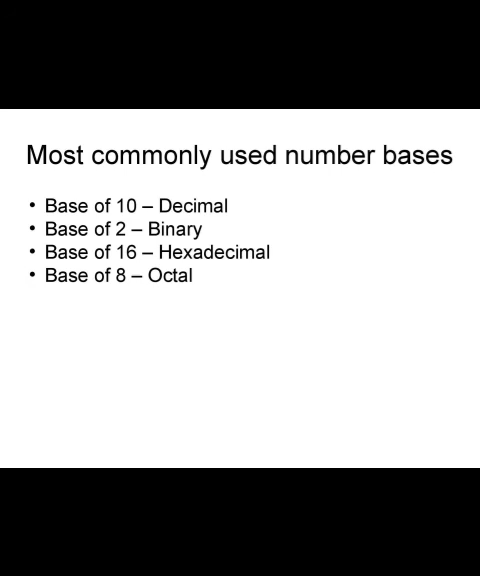 Most commonly used number bases
• Base of 10 – Decimal
• Base of 2 – Binary
• Base of 16 – Hexadecimal
• Base of 8 – Octal